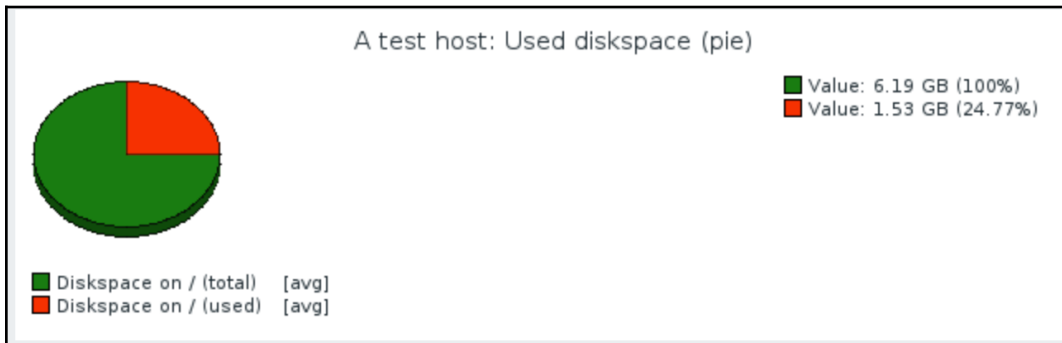 A test host: Used diskspace (pie)
Value: 6.19 GB (100%)
Value: 1.53 GB (24.77%)
Diskspace on / (total) [avg]
Diskspace on / (used) [avg]